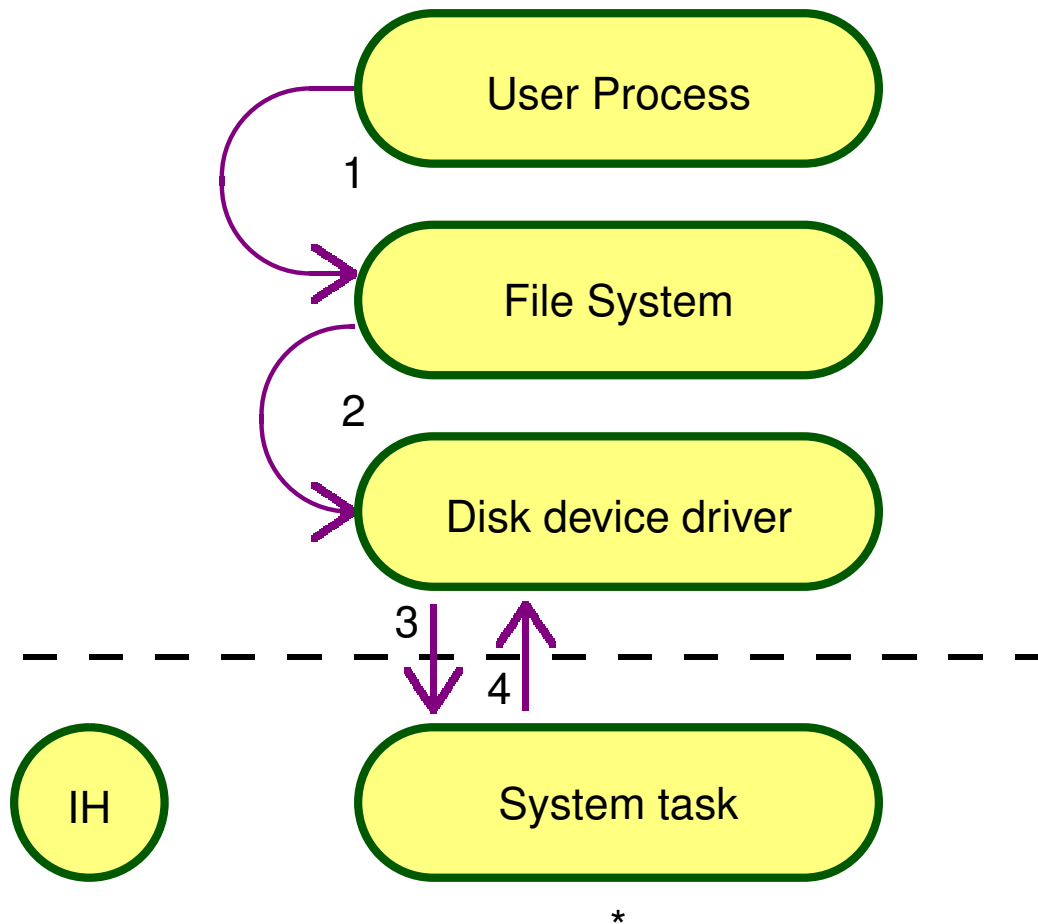 User Process
1
File System
2
Disk device driver
3
4
IH
System task
*